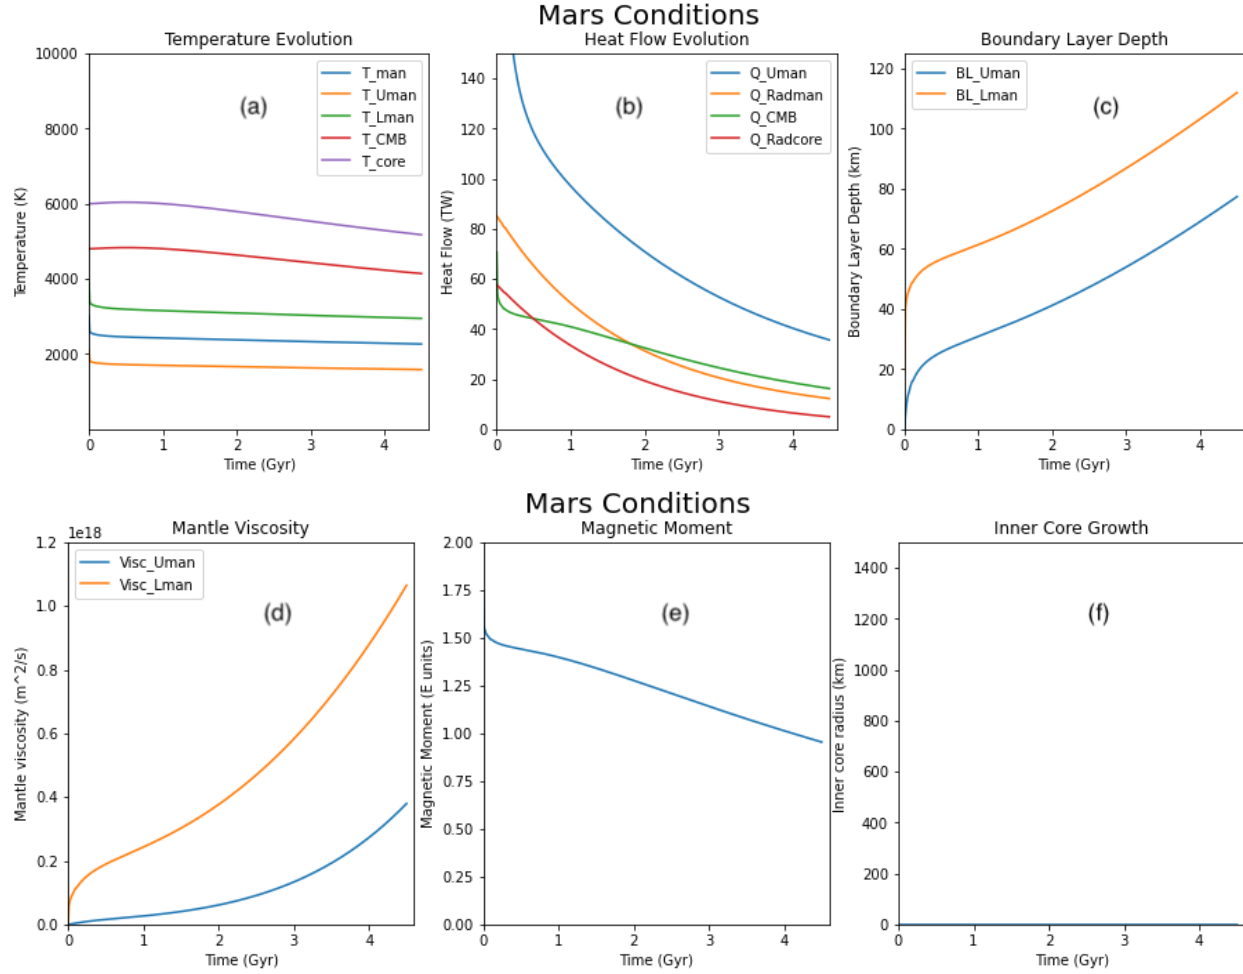 Mars Conditions
Temperature Evolution
Heat Flow Evolution
Boundary Layer Depth
10000
8000
6000
4000
2000
Temperature (K)
0 1 2 3 4
Time (Gyr)
T_man
T_Uman
T_Lman
T_CMB
T_core
(a)
140
120
100
80
60
40
20
0
Heat Flow (TW)
0 1 2 3 4
Time (Gyr)
Q_Uman
Q_Radman
Q_CMB
Q_Radcore
(b)
120
100
80
60
40
20
0
Boundary Layer Depth (km)
0 1 2 3 4
Time (Gyr)
BL_Uman
BL_Lman
(c)
Mars Conditions
Mantle Viscosity
Magnetic Moment
Inner Core Growth
1e18
1.2
1.0
0.8
0.6
0.4
0.2
0.0
Mantle viscosity (m^2/s)
0 1 2 3 4
Time (Gyr)
Visc_Uman
Visc_Lman
(d)
2.00
1.75
1.50
1.25
1.00
0.75
0.50
0.25
0.00
Magnetic Moment (E units)
0 1 2 3 4
Time (Gyr)
(e)
1400
1200
1000
800
600
400
200
0
Inner core radius (km)
0 1 2 3 4
Time (Gyr)
(f)